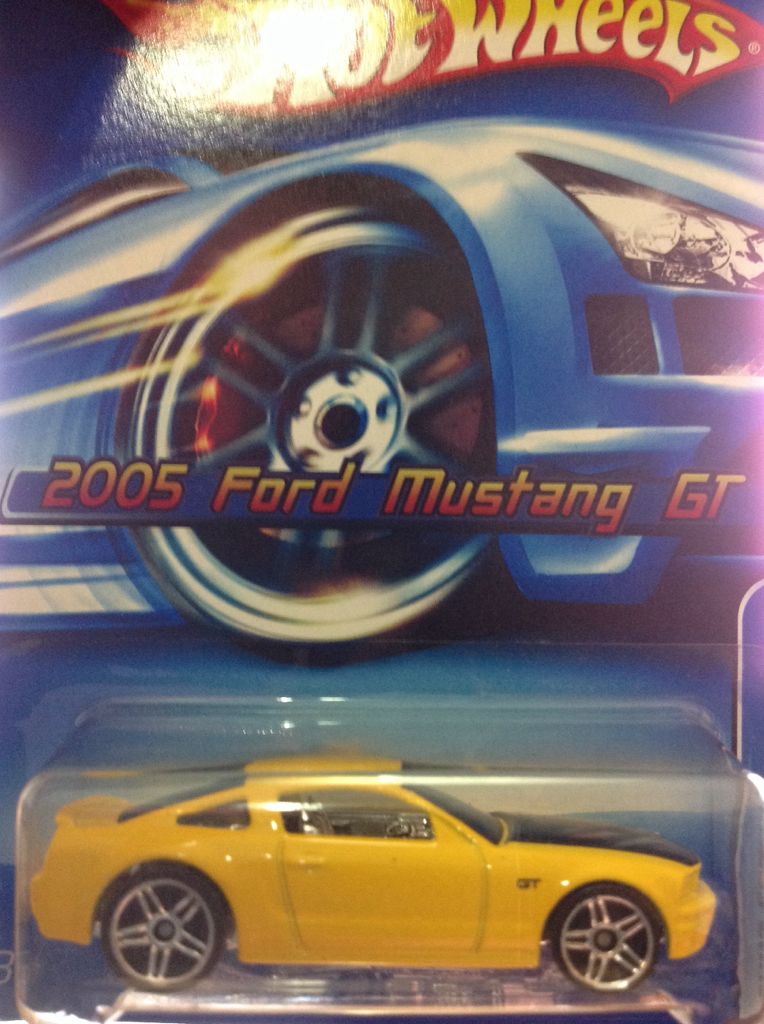 HOT WHEELS ®
2005 Ford Mustang GT
GT